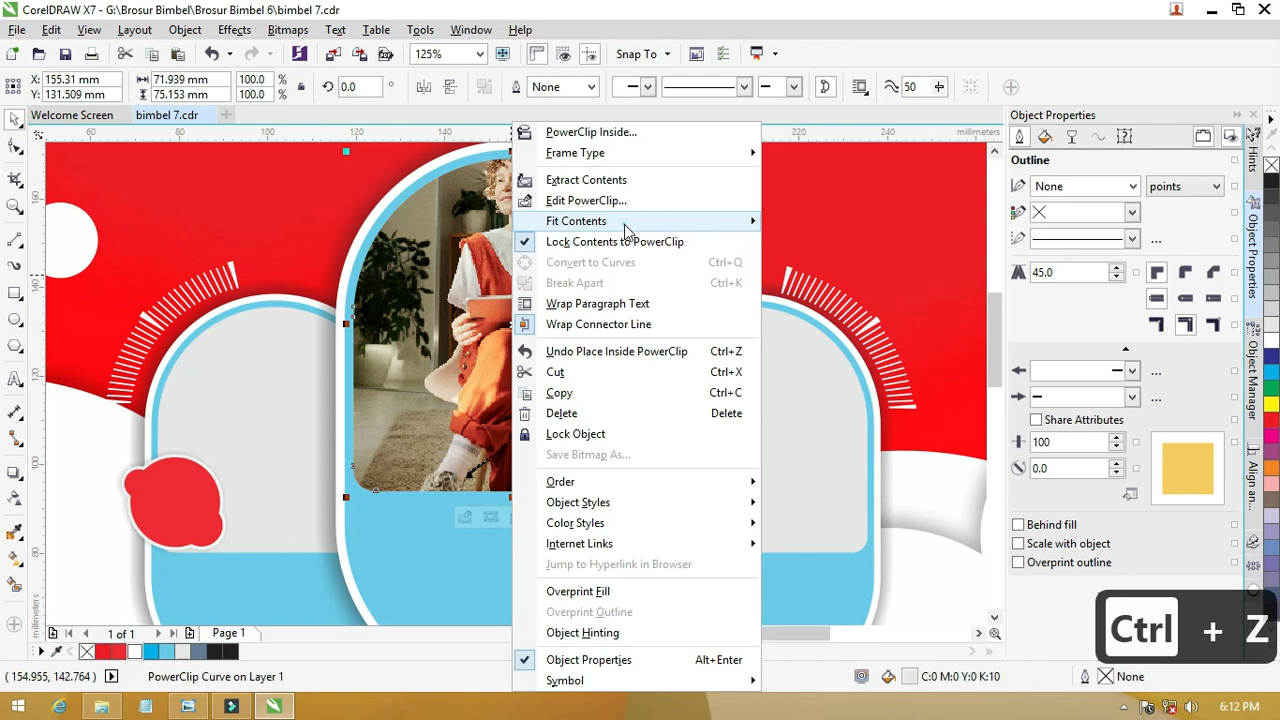 CorelDRAW X7 - G:\Brosur Bimbel\Brosur Bimbel 6\bimbel 7.cdr
File Edit View Layout Object Effects Bitmaps Text Table Tools Window Help
125% Snap To
X: 155.31 mm 71.939 mm 100.0 % 0.0 ° None 50
Y: 131.509 mm 75.153 mm 100.0 %
Welcome Screen bimbel 7.cdr
60 80 100 120 140 220 240 millimeters
160
140
120
100
80
millimeters
PowerClip Inside...
Frame Type
Extract Contents
Edit PowerClip...
Fit Contents
Lock Contents to PowerClip
Convert to Curves Ctrl+Q
Break Apart Ctrl+K
Wrap Paragraph Text
Wrap Connector Line
Undo Place Inside PowerClip Ctrl+Z
Cut Ctrl+X
Copy Ctrl+C
Delete Delete
Lock Object
Save Bitmap As...
Order
Object Styles
Color Styles
Internet Links
Jump to Hyperlink in Browser
Overprint Fill
Overprint Outline
Object Hinting
Object Properties Alt+Enter
Symbol
Object Properties
Outline
None points
...
45.0
...
...
Share Attributes
100
0.0
Behind fill
Scale with object
Overprint outline
Hints
Object Properties
Object Manager
Align an...
Ctrl + Z
1 of 1 Page 1
( 154.955, 142.764 ) PowerClip Curve on Layer 1 C:0 M:0 Y:0 K:10 None
6:12 PM